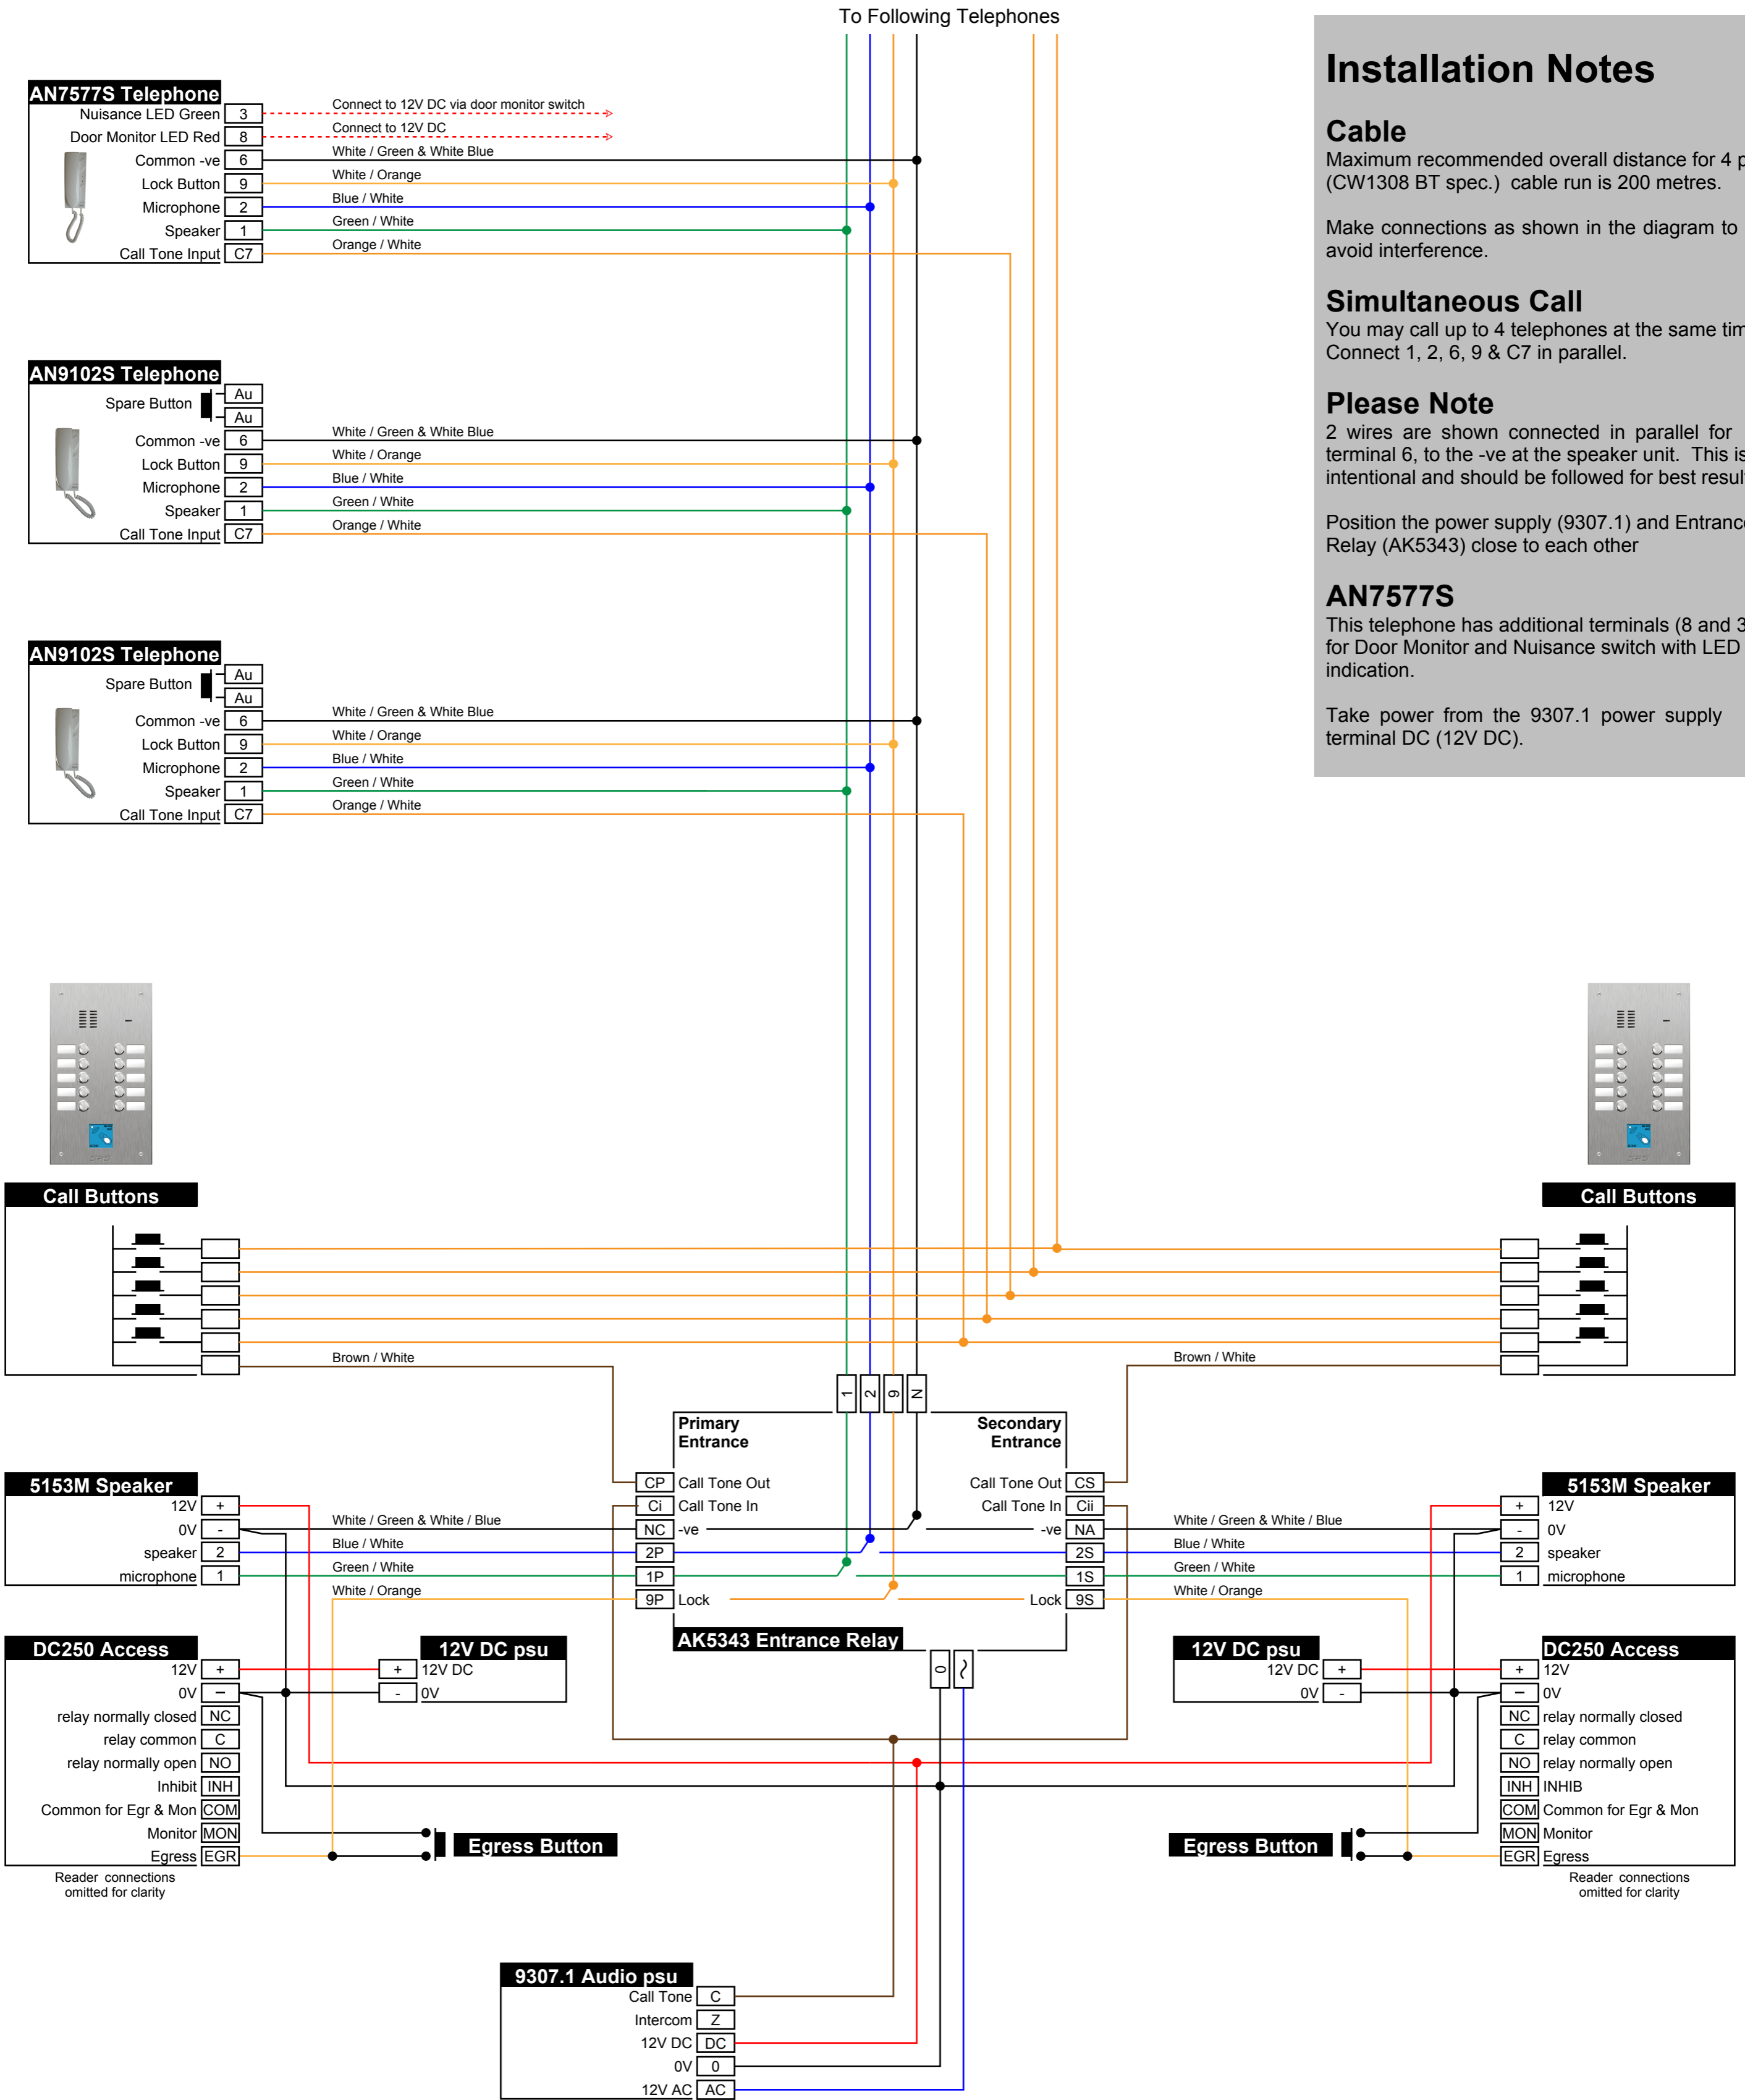 To Following Telephones
AN7577S Telephone
Nuisance LED Green 3 Connect to 12V DC via door monitor switch
Door Monitor LED Red 8 Connect to 12V DC
Common -ve 6 White / Green & White Blue
Lock Button 9 White / Orange
Microphone 2 Blue / White
Speaker 1 Green / White
Call Tone Input C7 Orange / White
AN9102S Telephone
Spare Button Au
Au
Common -ve 6 White / Green & White Blue
Lock Button 9 White / Orange
Microphone 2 Blue / White
Speaker 1 Green / White
Call Tone Input C7 Orange / White
AN9102S Telephone
Spare Button Au
Au
Common -ve 6 White / Green & White Blue
Lock Button 9 White / Orange
Microphone 2 Blue / White
Speaker 1 Green / White
Call Tone Input C7 Orange / White
Installation Notes
Cable
Maximum recommended overall distance for 4
(CW1308 BT spec.) cable run is 200 metres.
Make connections as shown in the diagram to
avoid interference.
Simultaneous Call
You may call up to 4 telephones at the same
Connect 1, 2, 6, 9 & C7 in parallel.
Please Note
2 wires are shown connected in parallel for
terminal 6, to the -ve at the speaker unit. This is
intentional and should be followed for best
Position the power supply (9307.1) and
Relay (AK5343) close to each other
AN7577S
This telephone has additional terminals (8 and 3
for Door Monitor and Nuisance switch with LED
indication.
Take power from the 9307.1 power supply
terminal DC (12V DC).
Call Buttons
Brown / White
Call Buttons
Brown / White
1 2 9 N
Primary
Entrance
Secondary
Entrance
CP Call Tone Out
Ci Call Tone In
NC -ve
2P
1P
9P Lock
Call Tone Out CS
Call Tone In Cii
-ve NA
2S
1S
Lock 9S
AK5343 Entrance Relay
0 ~
5153M Speaker
12V +
0V - White / Green & White / Blue
speaker 2 Blue / White
microphone 1 Green / White
White / Orange
5153M Speaker
+ 12V
White / Green & White / Blue - 0V
Blue / White 2 speaker
Green / White 1 microphone
White / Orange
DC250 Access
12V +
0V –
relay normally closed NC
relay common C
relay normally open NO
Inhibit INH
Common for Egr & Mon COM
Monitor MON
Egress EGR
Reader connections
omitted for clarity
12V DC psu
+ 12V DC
- 0V
Egress Button
12V DC psu
12V DC +
0V -
Egress Button
DC250 Access
+ 12V
– 0V
NC relay normally closed
C relay common
NO relay normally open
INH INHIB
COM Common for Egr & Mon
MON Monitor
EGR Egress
Reader connections
omitted for clarity
9307.1 Audio psu
Call Tone C
Intercom Z
12V DC DC
0V 0
12V AC AC